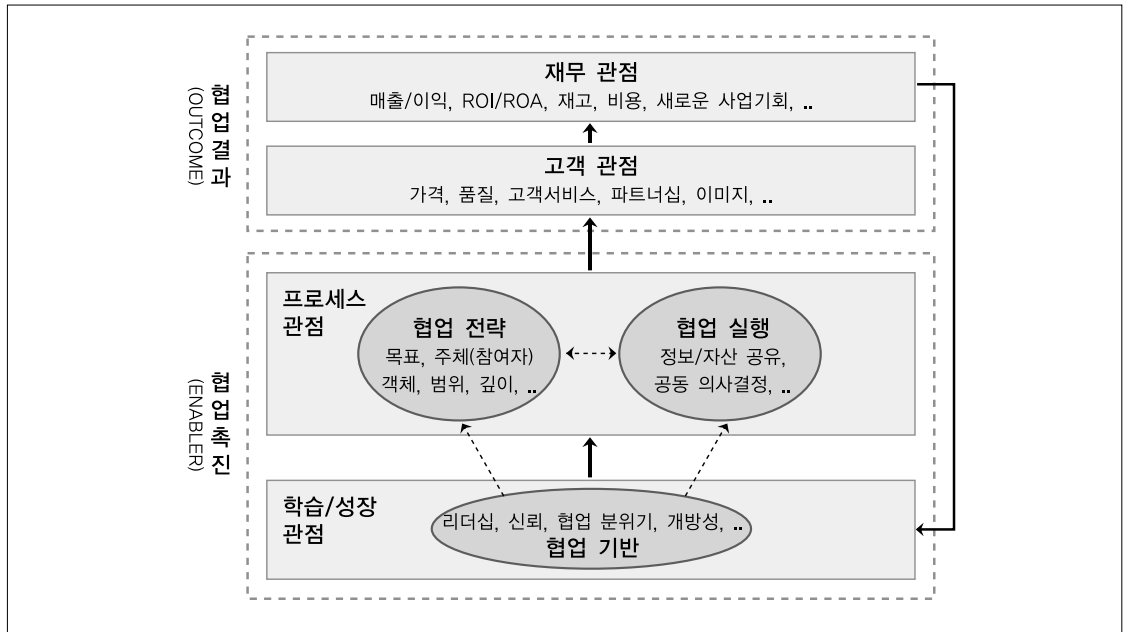 협업결과
(OUTCOME)
재무 관점
매출/이익, ROI/ROA, 재고, 비용, 새로운 사업기회, ..
고객 관점
가격, 품질, 고객서비스, 파트너십, 이미지, ..
협업촉진
(ENABLER)
프로세스
관점
협업 전략
목표, 주체(참여자)
객체, 범위, 깊이, ..
협업 실행
정보/자산 공유,
공동 의사결정, ..
학습/성장
관점
리더십, 신뢰, 협업 분위기, 개방성, ..
협업 기반